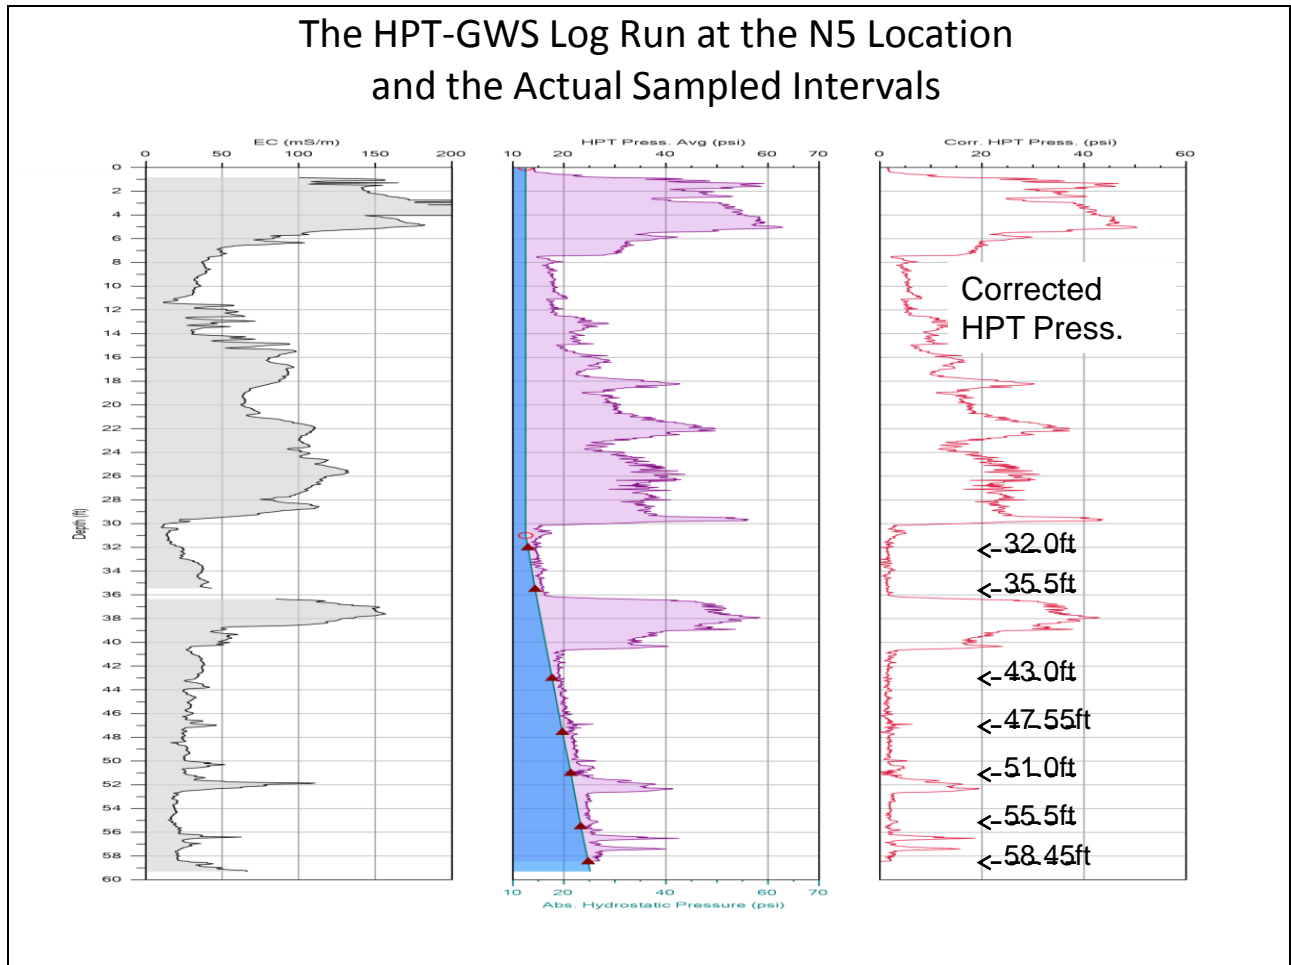 The HPT-GWS Log Run at the N5 Location
and the Actual Sampled Intervals
EC (mS/m)
0 50 100 150 200
HPT Press. Avg (psi)
10 20 40 60 70
Corr. HPT Press. (psi)
0 20 40 60
Depth (ft)
0
2
4
6
8
10
12
14
16
18
20
22
24
26
28
30
32
34
36
38
40
42
44
46
48
50
52
54
56
58
60
Corrected
HPT Press.
32.0ft
35.5ft
43.0ft
47.55ft
51.0ft
55.5ft
58.45ft
10 20 40 60 70
Abs. Hydrostatic Pressure (psi)